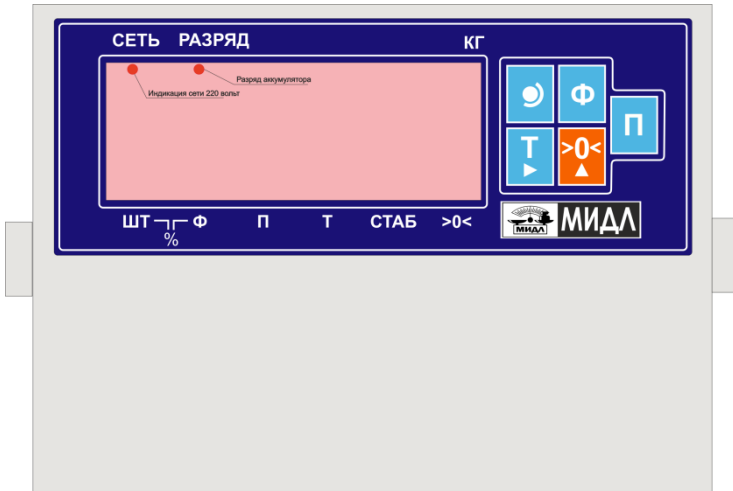 СЕТЬ РАЗРЯД КГ
Разряд аккумулятора
Индикация сети 220 вольт
Ф
П
Т >0<
ШТ Ф П Т СТАБ >0<
%
МИДЛ МИДЛ